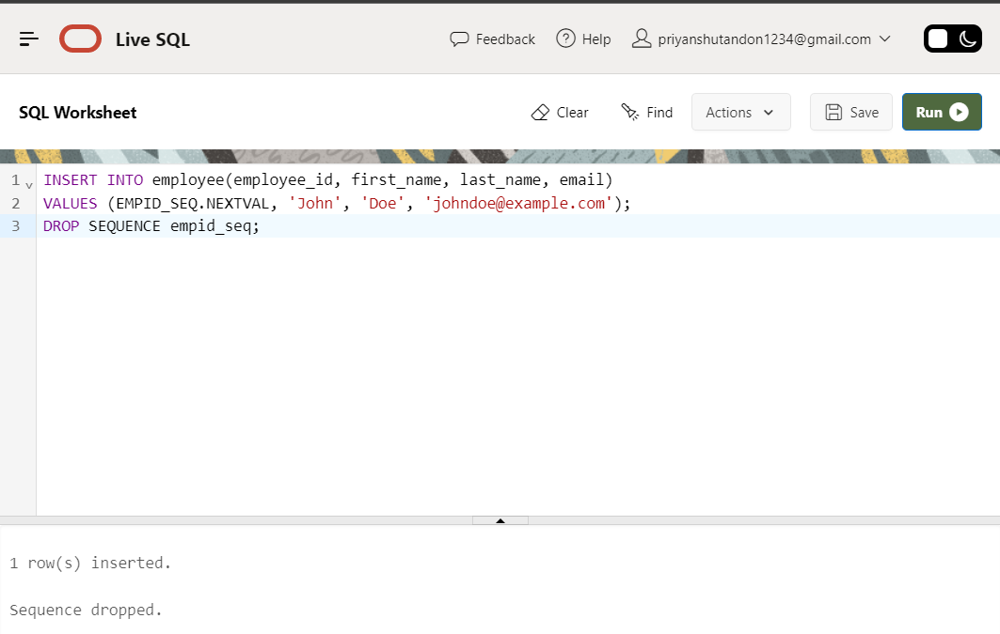 Live SQL Feedback Help priyanshutandon1234@gmail.com
SQL Worksheet Clear Find Actions Save Run
1 INSERT INTO employee(employee_id, first_name, last_name, email)
2 VALUES (EMPID_SEQ.NEXTVAL, 'John', 'Doe', 'johndoe@example.com');
3 DROP SEQUENCE empid_seq;
1 row(s) inserted.
Sequence dropped.